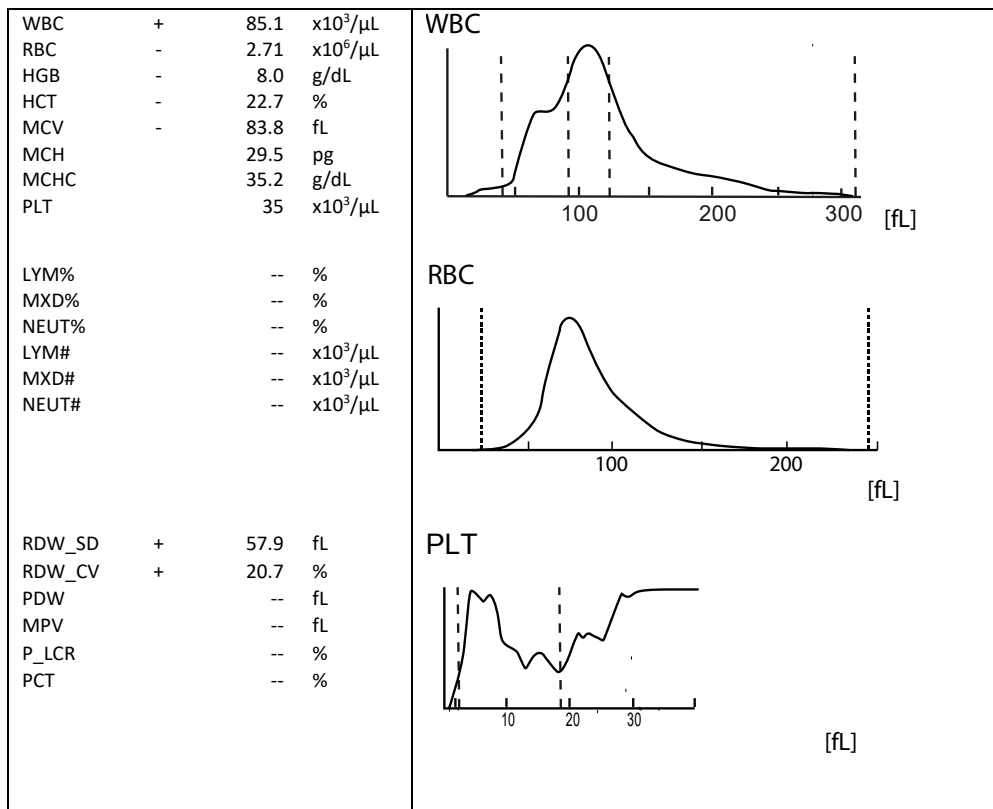 WBC + 85.1 x10³/µL
RBC - 2.71 x10⁶/µL
HGB - 8.0 g/dL
HCT - 22.7 %
MCV - 83.8 fL
MCH 29.5 pg
MCHC 35.2 g/dL
PLT 35 x10³/µL
LYM% -- %
MXD% -- %
NEUT% -- %
LYM# -- x10³/µL
MXD# -- x10³/µL
NEUT# -- x10³/µL
RDW_SD + 57.9 fL
RDW_CV + 20.7 %
PDW -- fL
MPV -- fL
P_LCR -- %
PCT -- %
WBC
100 200 300 [fL]
RBC
100 200
[fL]
PLT
10 20 30
[fL]